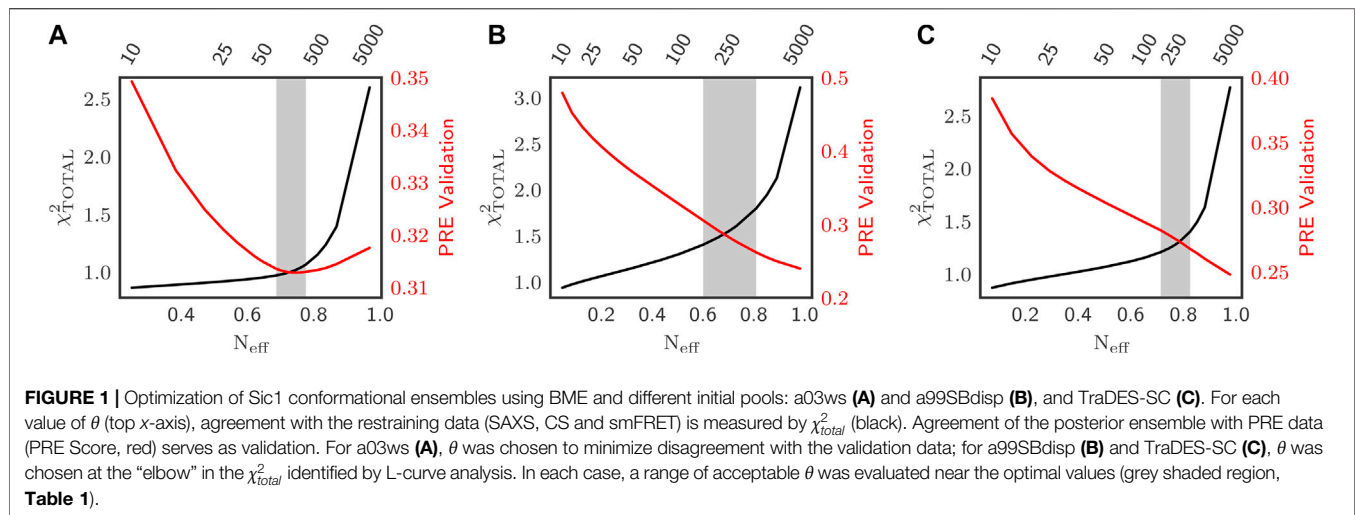 A
10 25 50 500 5000
2.5
2.0
1.5
1.0
χ²TOTAL
0.35
0.34
0.33
0.32
0.31
PRE Validation
0.4 0.6 0.8 1.0
Neff
B
10 25 50 100 250 5000
3.0
2.5
2.0
1.5
1.0
χ²TOTAL
0.5
0.4
0.3
0.2
PRE Validation
0.2 0.4 0.6 0.8 1.0
Neff
C
10 25 50 100 250 5000
2.5
2.0
1.5
1.0
χ²TOTAL
0.40
0.35
0.30
0.25
PRE Validation
0.2 0.4 0.6 0.8 1.0
Neff
FIGURE 1 | Optimization of Sic1 conformational ensembles using BME and different initial pools: a03ws (A) and a99SBdisp (B), and TraDES-SC (C). For each
value of θ (top x-axis), agreement with the restraining data (SAXS, CS and smFRET) is measured by χ²total (black). Agreement of the posterior ensemble with PRE data
(PRE Score, red) serves as validation. For a03ws (A), θ was chosen to minimize disagreement with the validation data; for a99SBdisp (B) and TraDES-SC (C), θ was
chosen at the “elbow” in the χ²total identified by L-curve analysis. In each case, a range of acceptable θ was evaluated near the optimal values (grey shaded region,
Table 1).